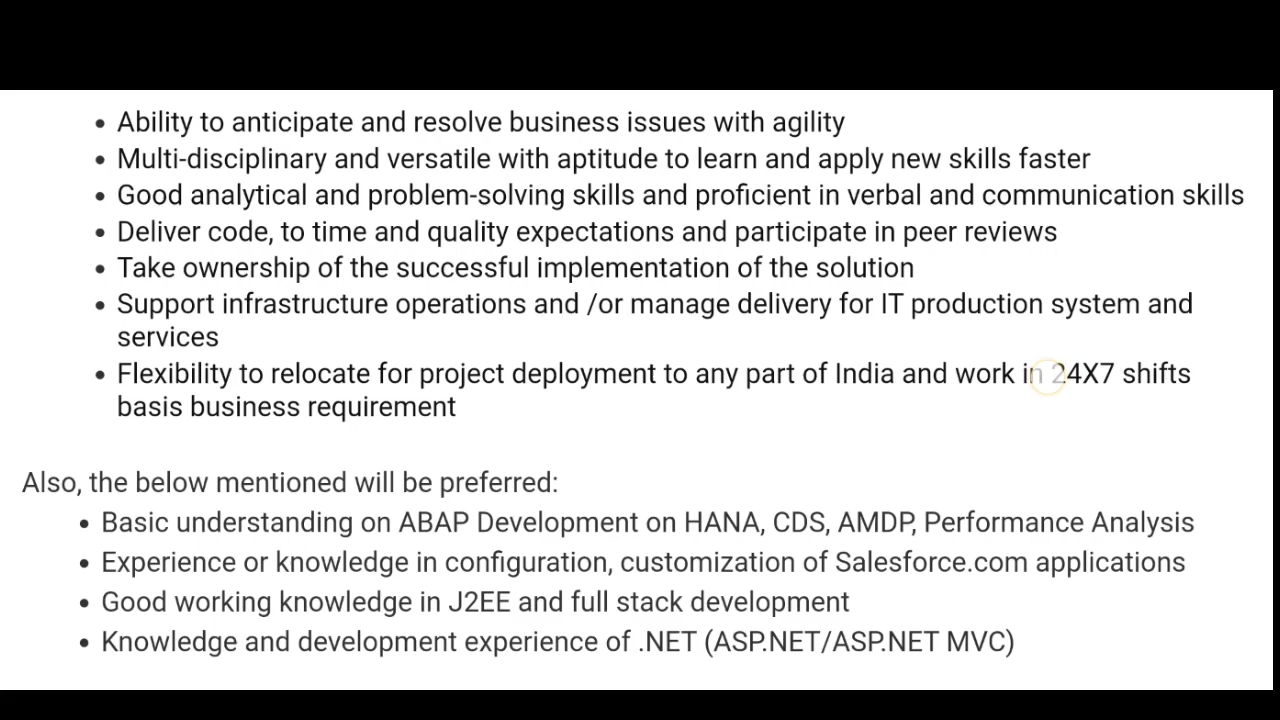 • Ability to anticipate and resolve business issues with agility
• Multi-disciplinary and versatile with aptitude to learn and apply new skills faster
• Good analytical and problem-solving skills and proficient in verbal and communication skills
• Deliver code, to time and quality expectations and participate in peer reviews
• Take ownership of the successful implementation of the solution
• Support infrastructure operations and /or manage delivery for IT production system and
services
• Flexibility to relocate for project deployment to any part of India and work in 24X7 shifts
basis business requirement
Also, the below mentioned will be preferred:
• Basic understanding on ABAP Development on HANA, CDS, AMDP, Performance Analysis
• Experience or knowledge in configuration, customization of Salesforce.com applications
• Good working knowledge in J2EE and full stack development
• Knowledge and development experience of .NET (ASP.NET/ASP.NET MVC)